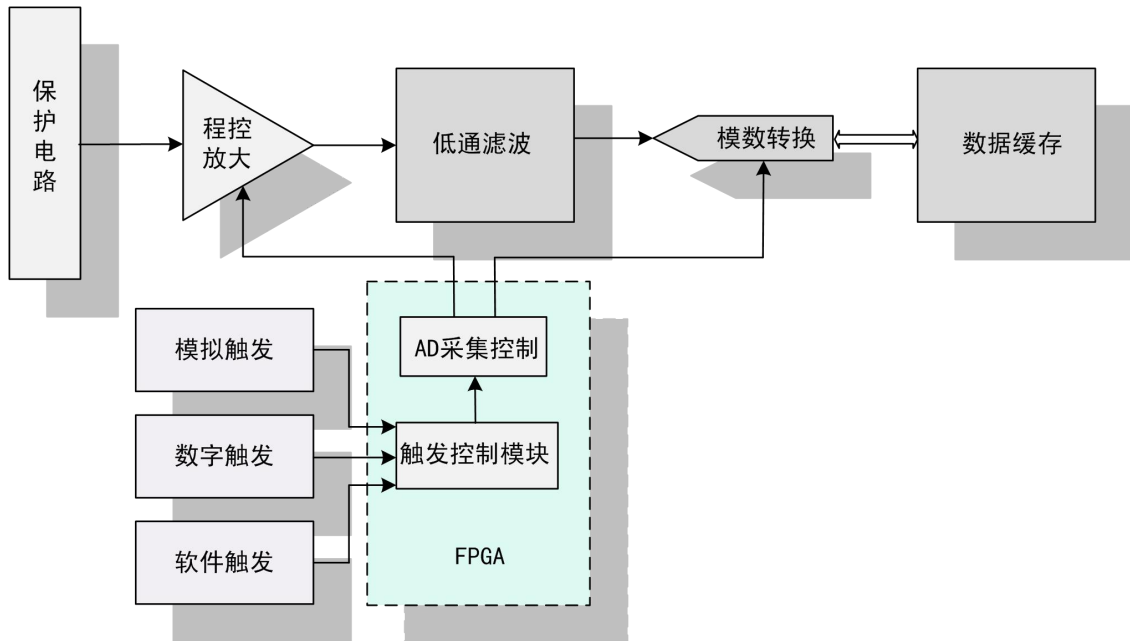 保护电路
程控
放大
低通滤波
模数转换
数据缓存
AD采集控制
模拟触发
数字触发
触发控制模块
软件触发
FPGA